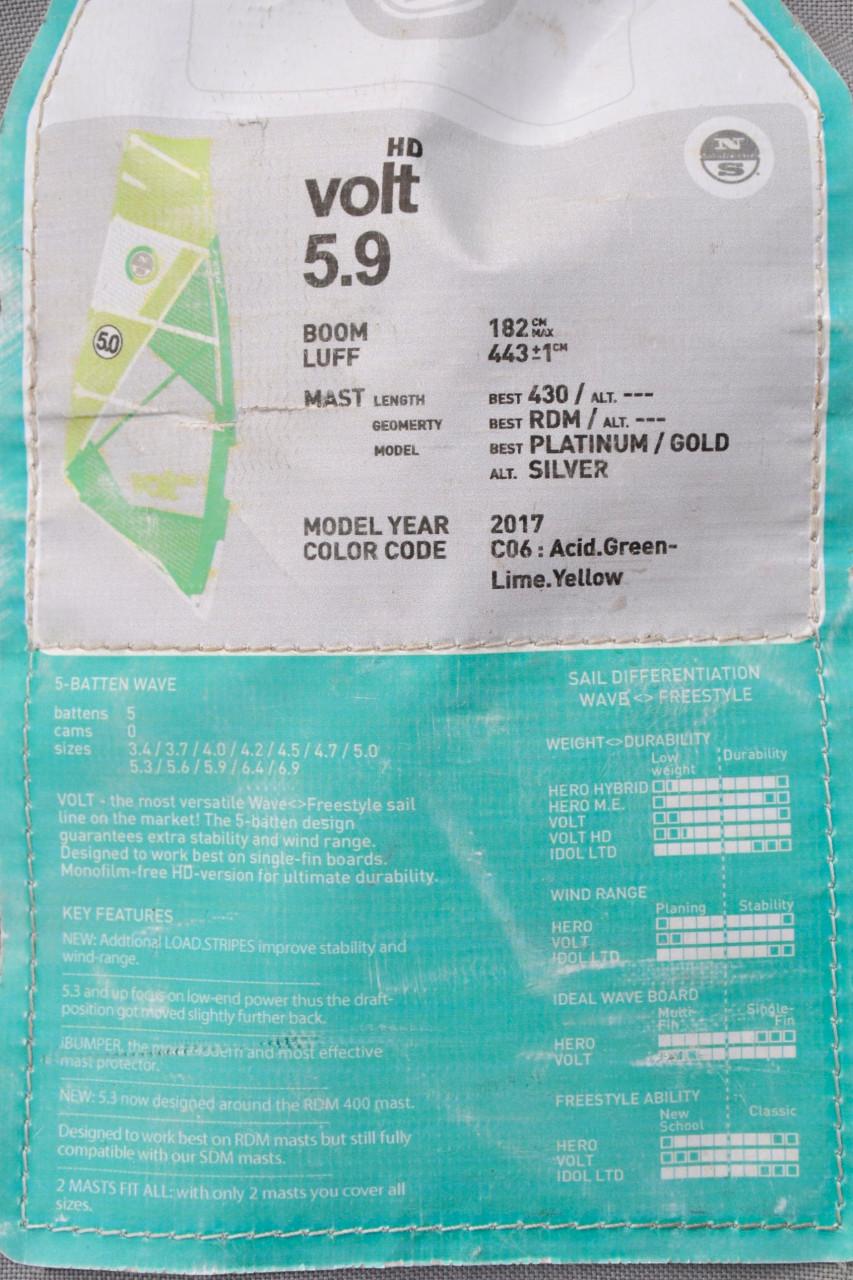 HD
volt
5.9
N
S
5.0
BOOM 182 CM MAX
LUFF 443±1CM
MAST LENGTH BEST 430 / ALT. ---
GEOMERTY BEST RDM / ALT. ---
MODEL BEST PLATINUM / GOLD
ALT. SILVER
MODEL YEAR 2017
COLOR CODE C06 : Acid.Green-
Lime.Yellow
5-BATTEN WAVE
battens 5
cams 0
sizes 3.4 / 3.7 / 4.0 / 4.2 / 4.5 / 4.7 / 5.0
5.3 / 5.6 / 5.9 / 6.4 / 6.9
VOLT - the most versatile Wave<>Freestyle sail
line on the market! The 5-batten design
guarantees extra stability and wind range.
Designed to work best on single-fin boards.
Monofilm-free HD-version for ultimate durability.
KEY FEATURES
NEW: Addtional LOAD.STRIPES improve stability and
wind-range.
5.3 and up focus on low-end power thus the draft-
position got moved slightly further back.
iBUMPER, the most modern and most effective
mast protector.
NEW: 5.3 now designed around the RDM 400 mast.
Designed to work best on RDM masts but still fully
compatible with our SDM masts.
2 MASTS FIT ALL: with only 2 masts you cover all
sizes.
SAIL DIFFERENTIATION
WAVE <> FREESTYLE
WEIGHT<>DURABILITY
Low weight Durability
HERO HYBRID
HERO M.E.
VOLT
VOLT HD
IDOL LTD
WIND RANGE
Planing Stability
HERO
VOLT
IDOL LTD
IDEAL WAVE BOARD
Multi-Fin Single-Fin
HERO
VOLT
FREESTYLE ABILITY
New School Classic
HERO
VOLT
IDOL LTD